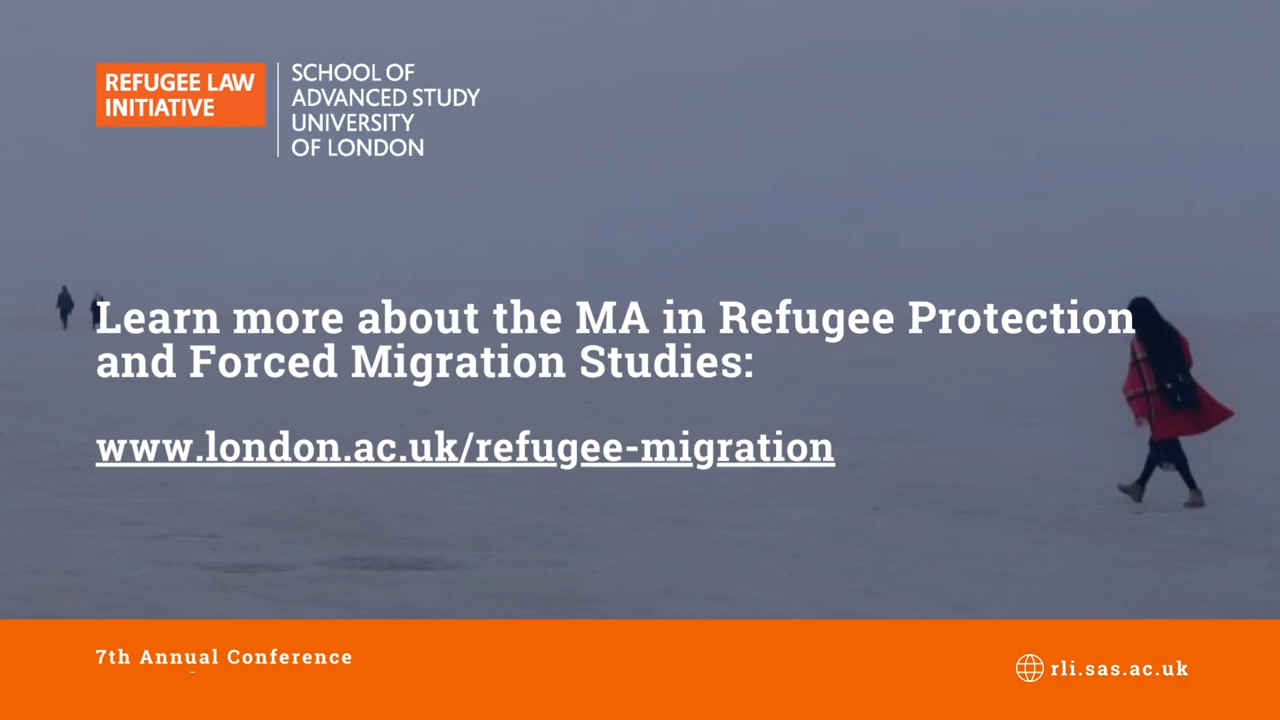 REFUGEE LAW
INITIATIVE
SCHOOL OF
ADVANCED STUDY
UNIVERSITY
OF LONDON
Learn more about the MA in Refugee Protection
and Forced Migration Studies:
www.london.ac.uk/refugee-migration
7th Annual Conference
rli.sas.ac.uk